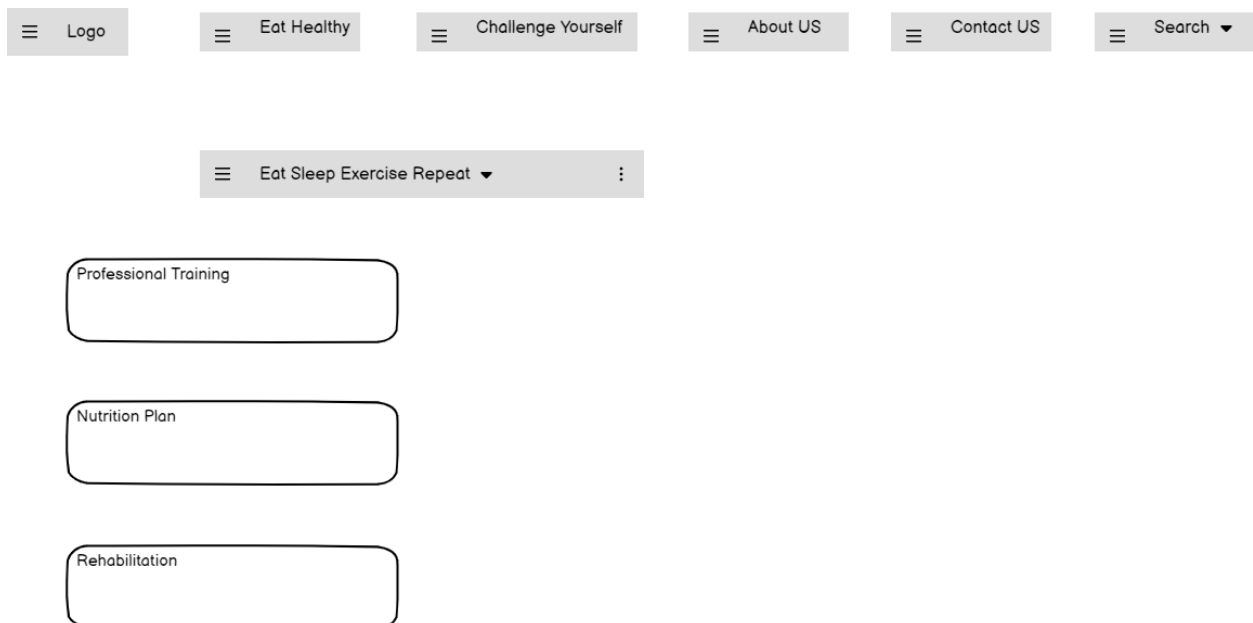 Logo
Eat Healthy
Challenge Yourself
About US
Contact US
Search
Eat Sleep Exercise Repeat
Professional Training
Nutrition Plan
Rehabilitation